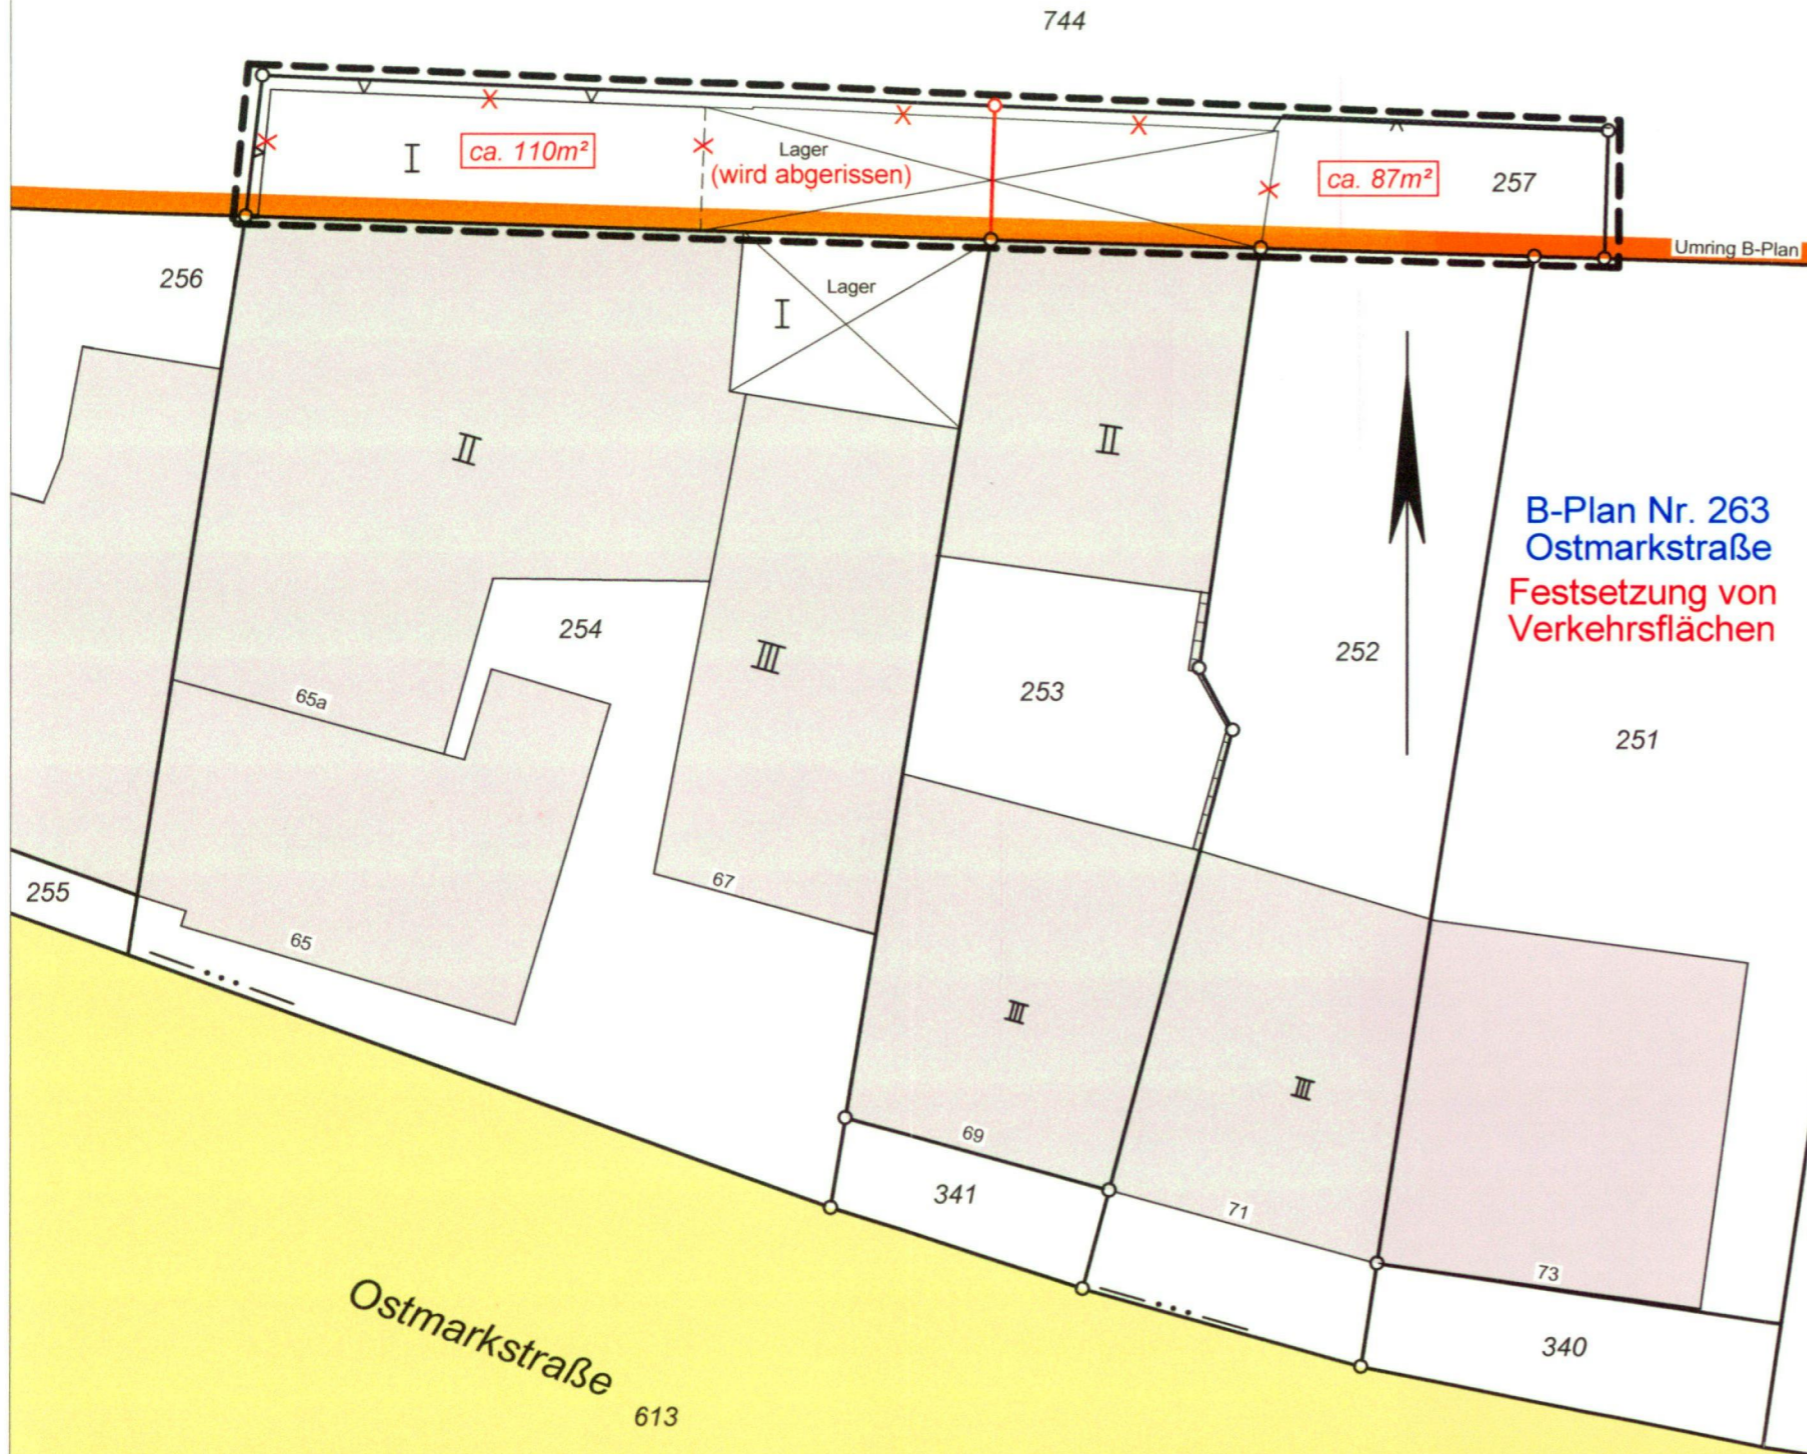 744
I
ca. 110m²
Lager
(wird abgerissen)
ca. 87m²
257
Umring B-Plan
256
I
Lager
II
II
B-Plan Nr. 263
Ostmarkstraße
Festsetzung von
Verkehrsflächen
254
III
252
253
65a
251
67
255
65
III
III
69
341
71
73
340
Ostmarkstraße
613